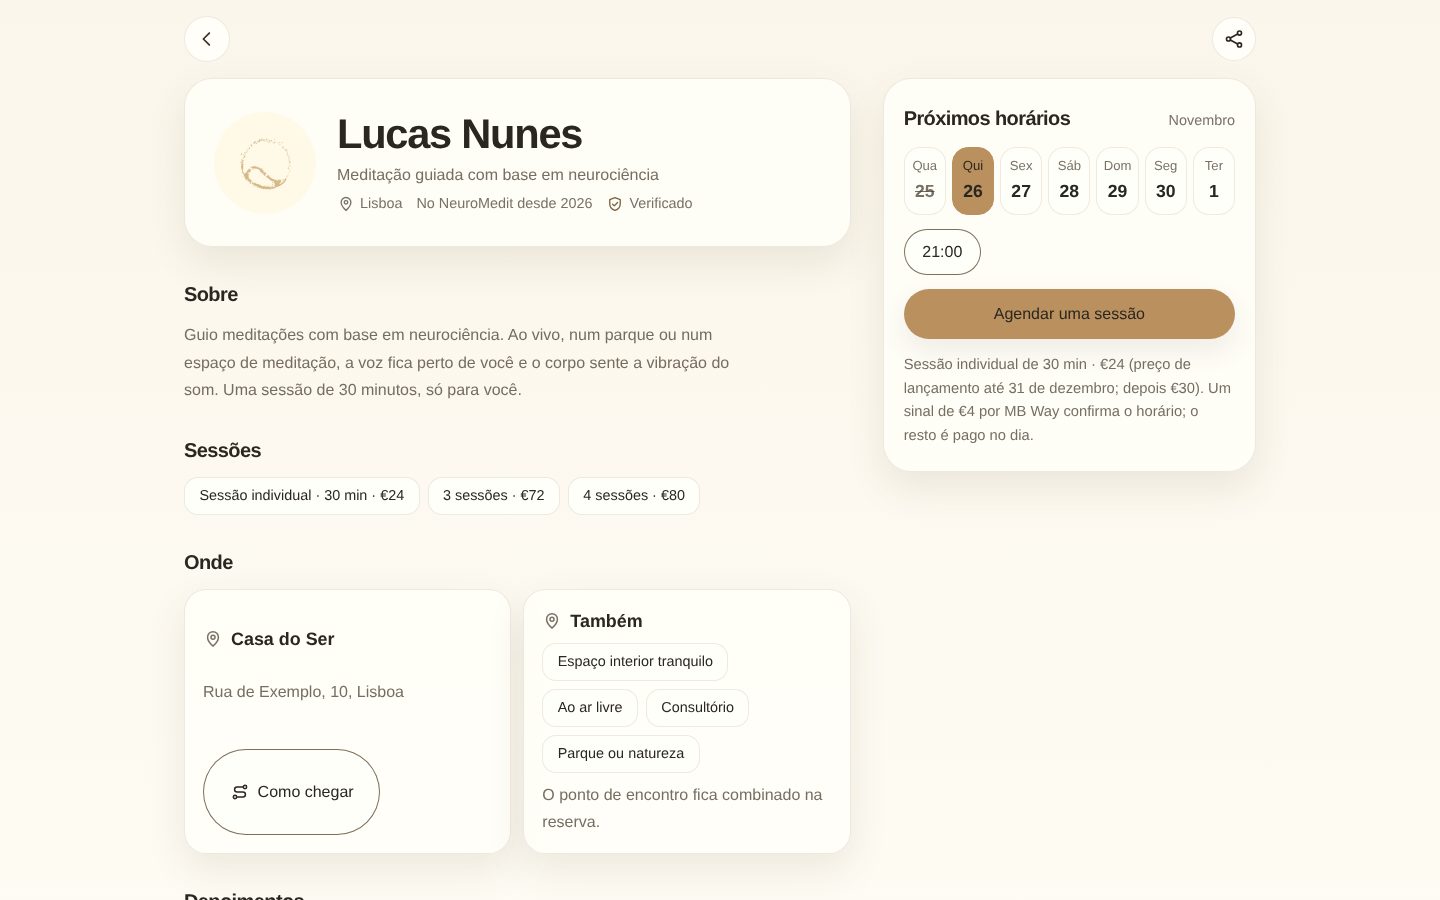 Lucas Nunes
Meditação guiada com base em neurociência
Lisboa No NeuroMedit desde 2026 Verificado
Sobre
Guio meditações com base em neurociência. Ao vivo, num parque ou num
espaço de meditação, a voz fica perto de você e o corpo sente a vibração do
som. Uma sessão de 30 minutos, só para você.
Sessões
Sessão individual · 30 min · €24
3 sessões · €72
4 sessões · €80
Onde
Casa do Ser
Rua de Exemplo, 10, Lisboa
Como chegar
Também
Espaço interior tranquilo
Ao ar livre
Consultório
Parque ou natureza
O ponto de encontro fica combinado na
reserva.
Próximos horários
Novembro
Qua Qui Sex Sáb Dom Seg Ter
25 26 27 28 29 30 1
21:00
Agendar uma sessão
Sessão individual de 30 min · €24 (preço de
lançamento até 31 de dezembro; depois €30). Um
sinal de €4 por MB Way confirma o horário; o
resto é pago no dia.